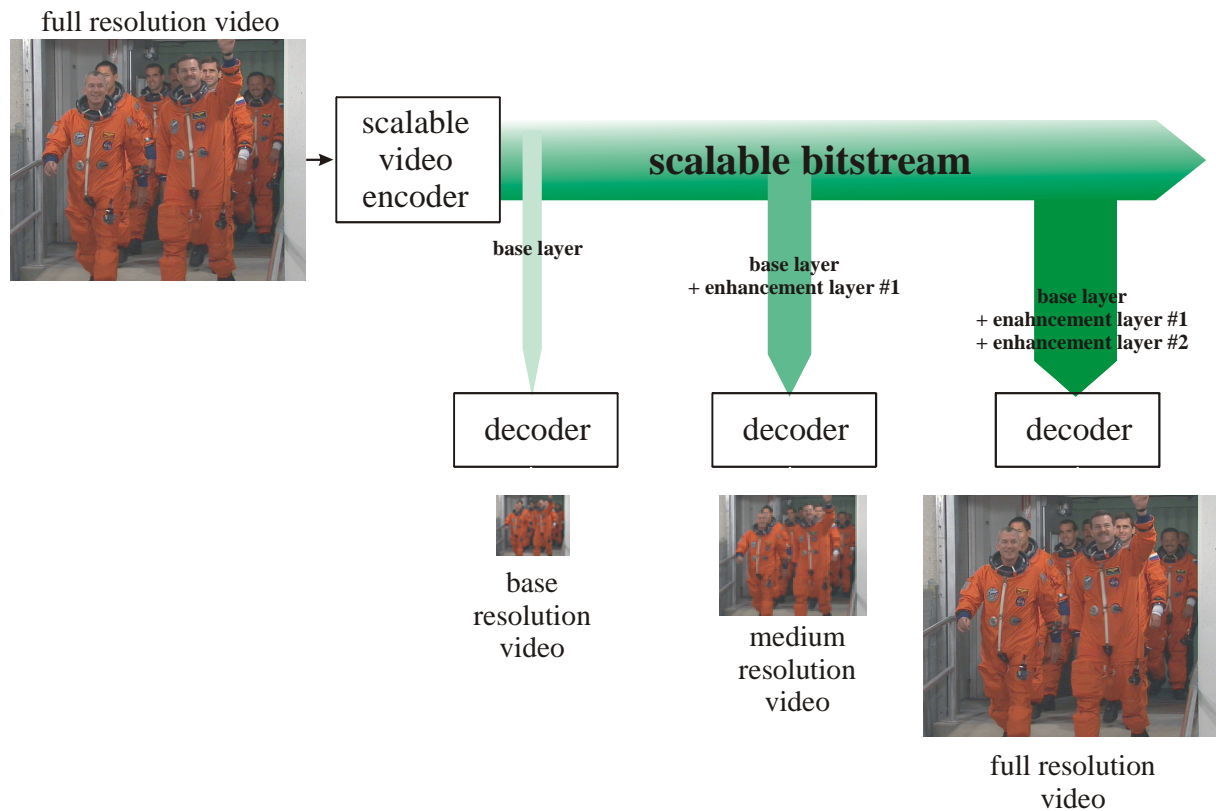 full resolution video
scalable
video
encoder
scalable bitstream
base layer
base layer
+ enhancement layer #1
base layer
+ enahncement layer #1
+ enhancement layer #2
decoder
decoder
decoder
base
resolution
video
medium
resolution
video
full resolution
video